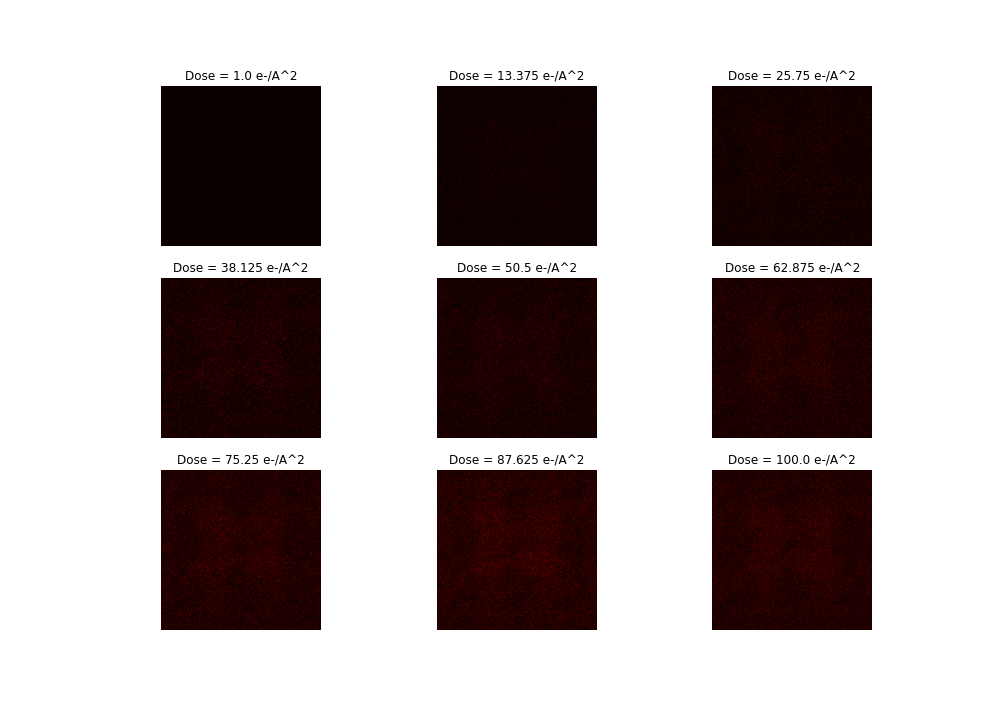 Dose = 1.0 e-/A^2
Dose = 13.375 e-/A^2
Dose = 25.75 e-/A^2
Dose = 38.125 e-/A^2
Dose = 50.5 e-/A^2
Dose = 62.875 e-/A^2
Dose = 75.25 e-/A^2
Dose = 87.625 e-/A^2
Dose = 100.0 e-/A^2